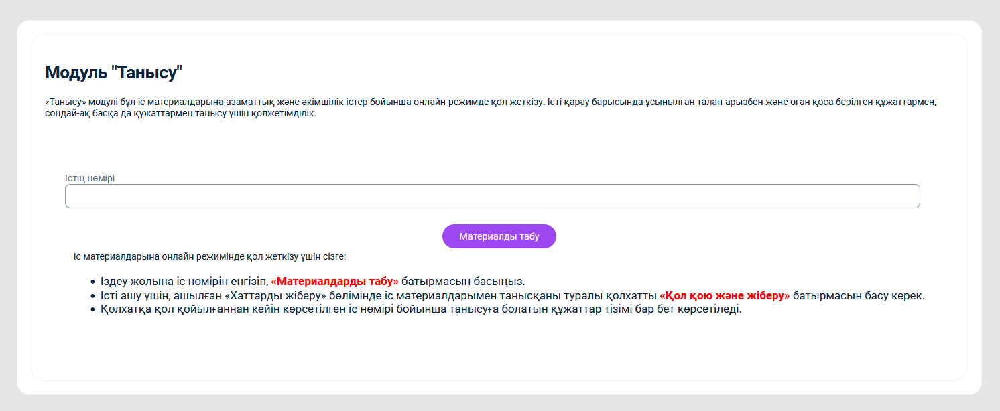 Модуль "Танысу"
«Танысу» модулі бұл іс материалдарына азаматтық және әкімшілік істер бойынша онлайн-режимде қол жеткізу. Істі қарау барысында ұсынылған талап-арызбен және оған қоса берілген құжаттармен,
сондай-ақ басқа да құжаттармен танысу үшін қолжетімділік.
Істің нөмірі
Материалды табу
Іс материалдарына онлайн режимінде қол жеткізу үшін сізге:
• Іздеу жолына іс нөмірін енгізіп, «Материалдарды табу» батырмасын басыңыз.
• Істі ашу үшін, ашылған «Хаттарды жіберу» бөлімінде іс материалдарымен танысқаны туралы қолхатты «Қол қою және жіберу» батырмасын басу керек.
• Қолхатқа қол қойылғаннан кейін көрсетілген іс нөмірі бойынша танысуға болатын құжаттар тізімі бар бет көрсетіледі.